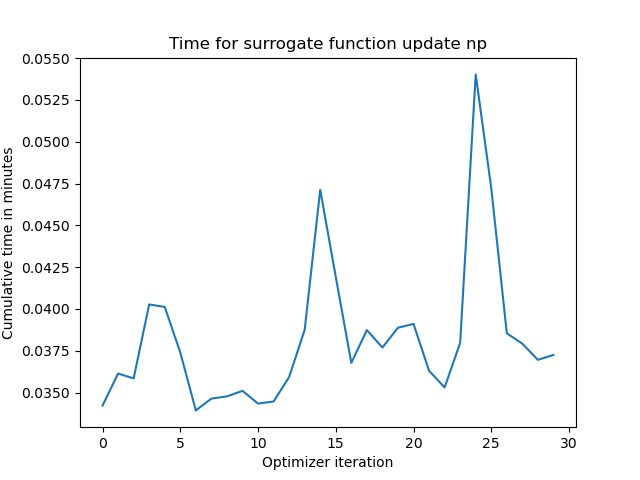 Time for surrogate function update np
0.0550
0.0525
0.0500
0.0475
0.0450
0.0425
0.0400
0.0375
0.0350
Cumulative time in minutes
0 5 10 15 20 25 30
Optimizer iteration